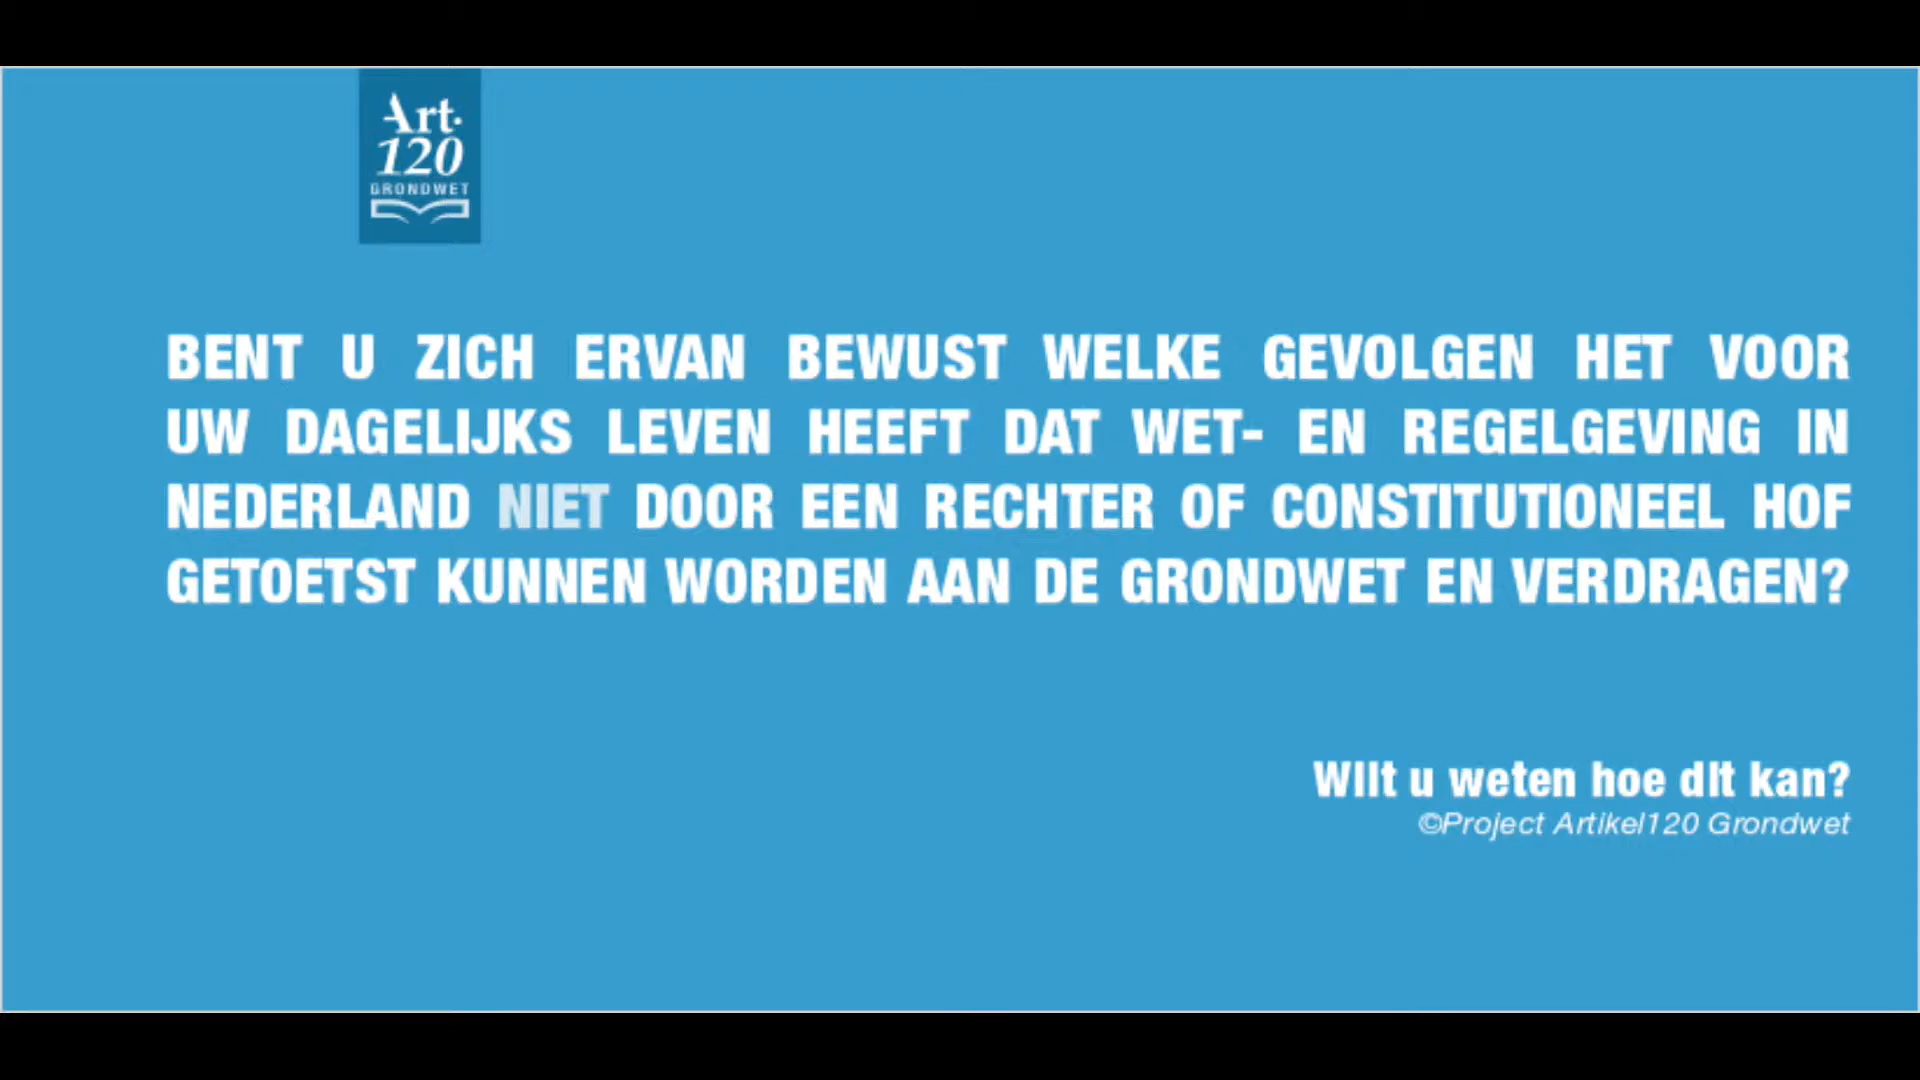 Art.
120
GRONDWET
BENT U ZICH ERVAN BEWUST WELKE GEVOLGEN HET VOOR
UW DAGELIJKS LEVEN HEEFT DAT WET- EN REGELGEVING IN
NEDERLAND NIET DOOR EEN RECHTER OF CONSTITUTIONEEL HOF
GETOETST KUNNEN WORDEN AAN DE GRONDWET EN VERDRAGEN?
Wilt u weten hoe dit kan?
©Project Artikel120 Grondwet